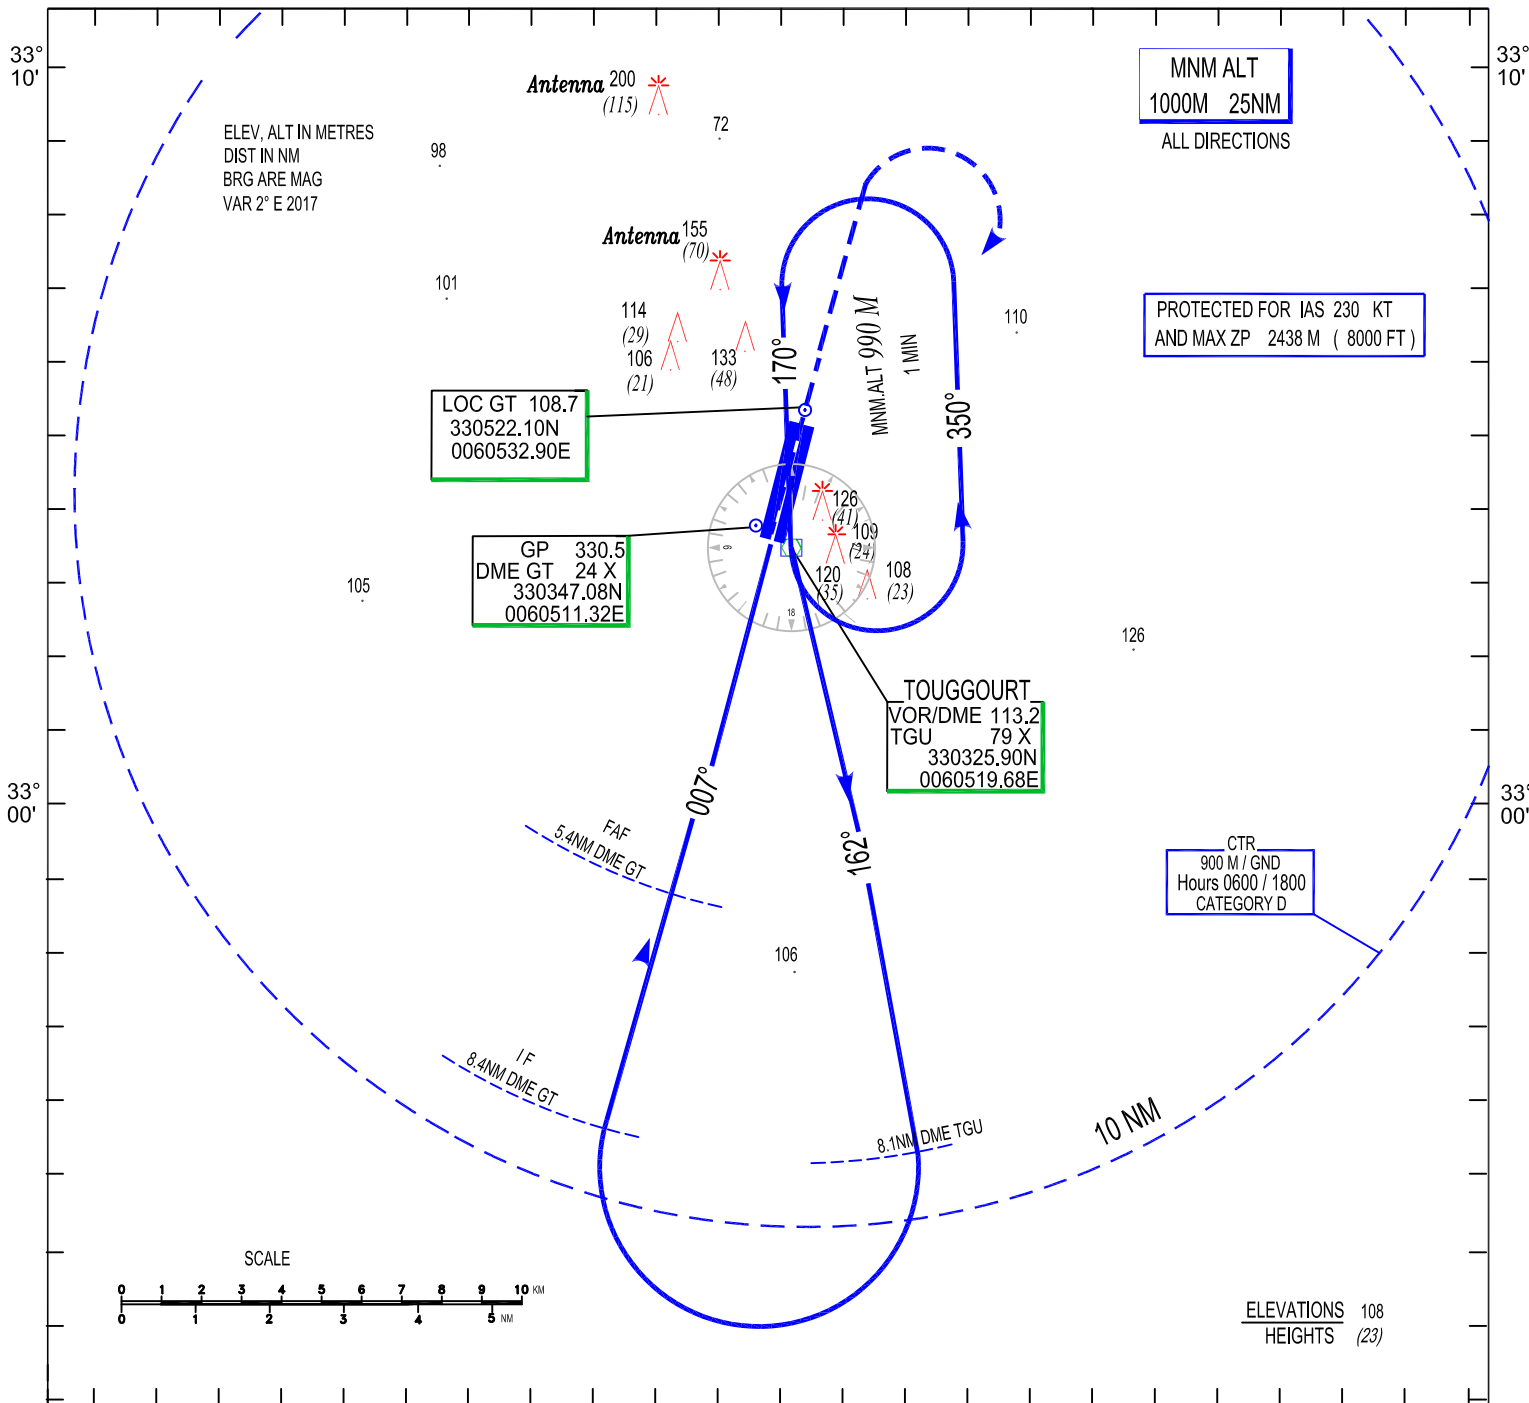 33°
10'
33°
10'
Antenna 200
(115)
MNM ALT
1000M 25NM
ALL DIRECTIONS
72
ELEV, ALT IN METRES
DIST IN NM
BRG ARE MAG
VAR 2° E 2017
98
Antenna 155
(70)
101
114
(29)
106
(21)
133
(48)
170°
MNM.ALT 990 M
1 MIN
350°
110
PROTECTED FOR IAS 230 KT
AND MAX ZP 2438 M ( 8000 FT )
LOC GT 108.7
330522.10N
0060532.90E
126
(41)
109
(24)
120
(35)
108
(23)
9
18
GP 330.5
DME GT 24 X
330347.08N
0060511.32E
105
126
TOUGGOURT
VOR/DME 113.2
TGU 79 X
330325.90N
0060519.68E
33°
00'
33°
00'
007°
162°
FAF
5.4NM DME GT
CTR
900 M / GND
Hours 0600 / 1800
CATEGORY D
106
I F
8.4NM DME GT
8.1NM DME TGU
10 NM
SCALE
0 1 2 3 4 5 6 7 8 9 10 KM
0 1 2 3 4 5 NM
ELEVATIONS 108
HEIGHTS (23)